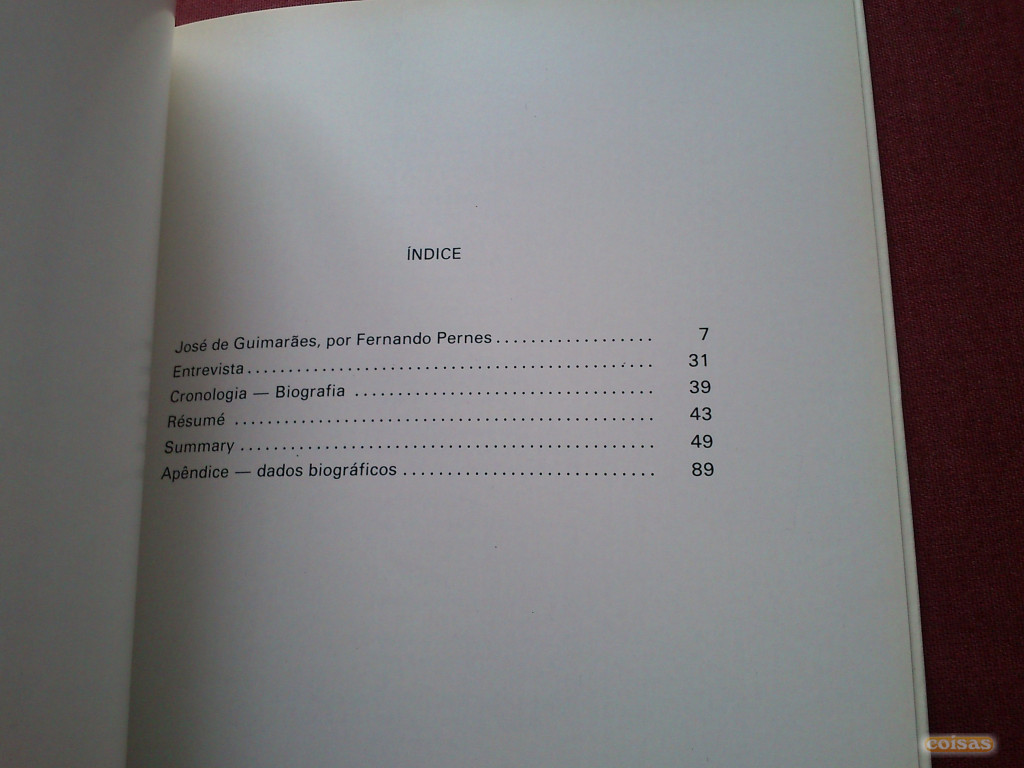 ÍNDICE
José de Guimarães, por Fernando Pernes.................. 7
Entrevista................................................ 31
Cronologia — Biografia .................................. 39
Résumé ................................................ 43
Summary ............................................... 49
Apêndice — dados biográficos ............................ 89
coisas